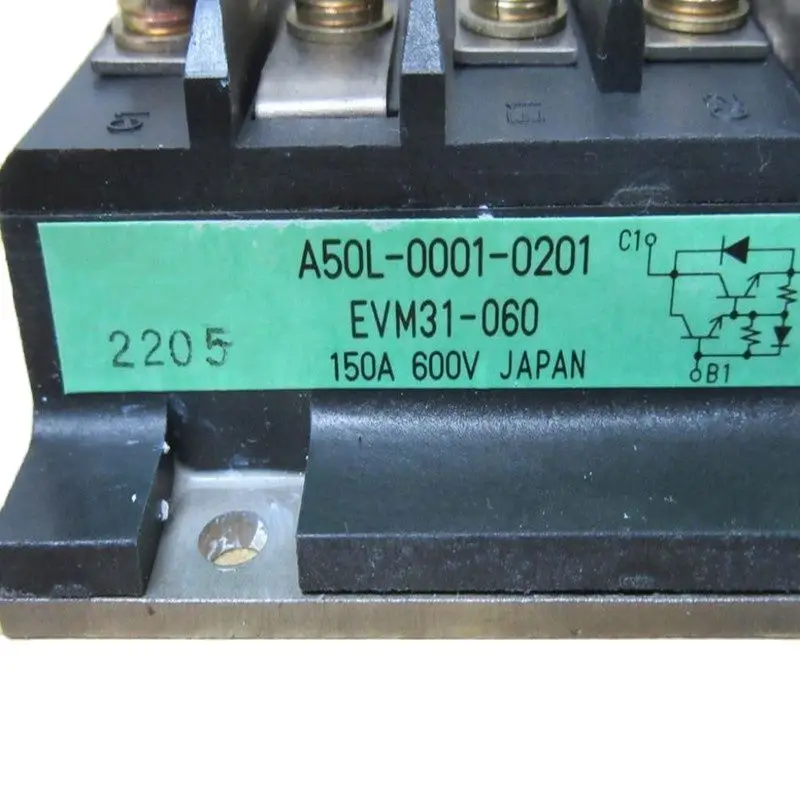 E
A50L-0001-0201
EVM31-060
2205
150A 600V JAPAN
C1
B1